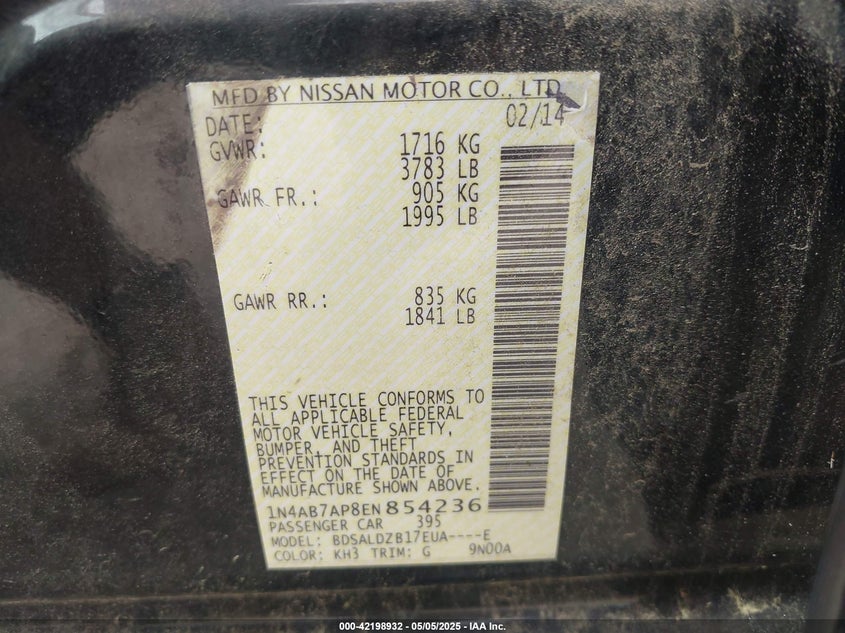 MFD BY NISSAN MOTOR CO., LTD.
DATE: 02/14
GVWR: 1716 KG
3783 LB
GAWR FR.: 905 KG
1995 LB
GAWR RR.: 835 KG
1841 LB
THIS VEHICLE CONFORMS TO
ALL APPLICABLE FEDERAL
MOTOR VEHICLE SAFETY,
BUMPER, AND THEFT
PREVENTION STANDARDS IN
EFFECT ON THE DATE OF
MANUFACTURE SHOWN ABOVE.
1N4AB7AP8EN854236
PASSENGER CAR 395
MODEL: BDSALDZB17EUA----E
COLOR: KH3 TRIM: G 9N00A
000-42198932 - 05/05/2025 - IAA Inc.